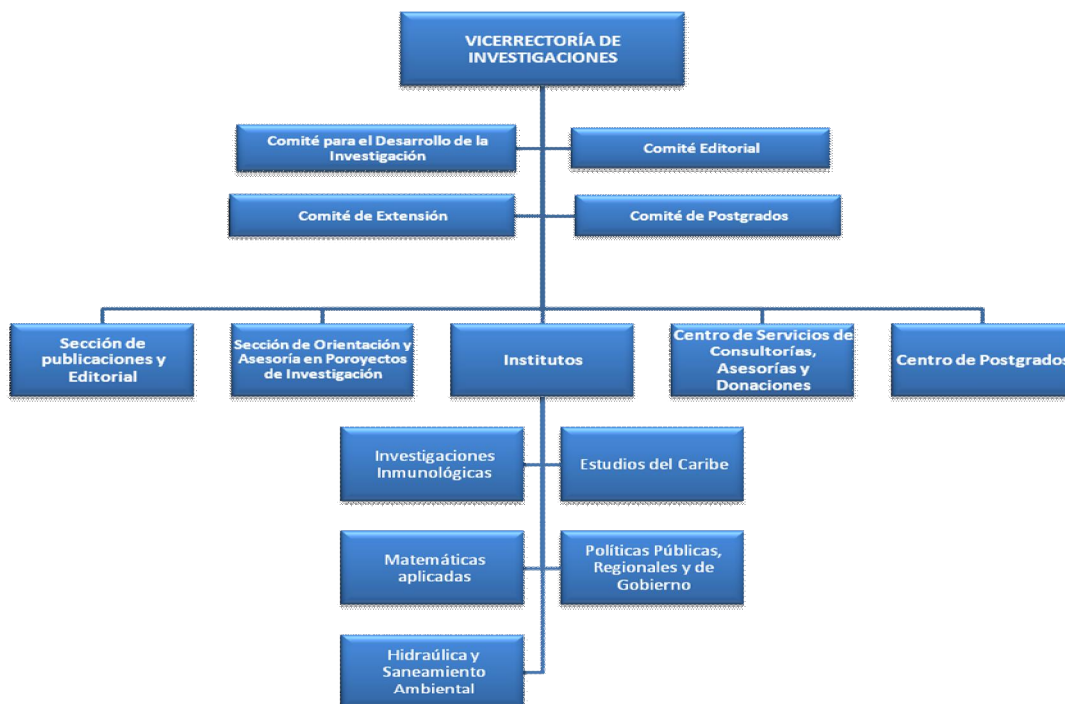 VICERRECTORÍA DE
INVESTIGACIONES
Comité para el Desarrollo de la
Investigación
Comité Editorial
Comité de Extensión
Comité de Postgrados
Sección de
publicaciones y
Editorial
Sección de Orientación y
Asesoría en Poroyectos
de Investigación
Institutos
Centro de Servicios de
Consultorías,
Asesorías y
Donaciones
Centro de Postgrados
Investigaciones
Inmunológicas
Estudios del Caribe
Matemáticas
aplicadas
Políticas Públicas,
Regionales y de
Gobierno
Hidraúlica y
Saneamiento
Ambiental